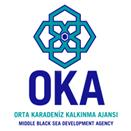 OKA
ORTA KARADENİZ KALKINMA AJANSI
MIDDLE BLACK SEA DEVELOPMENT AGENCY